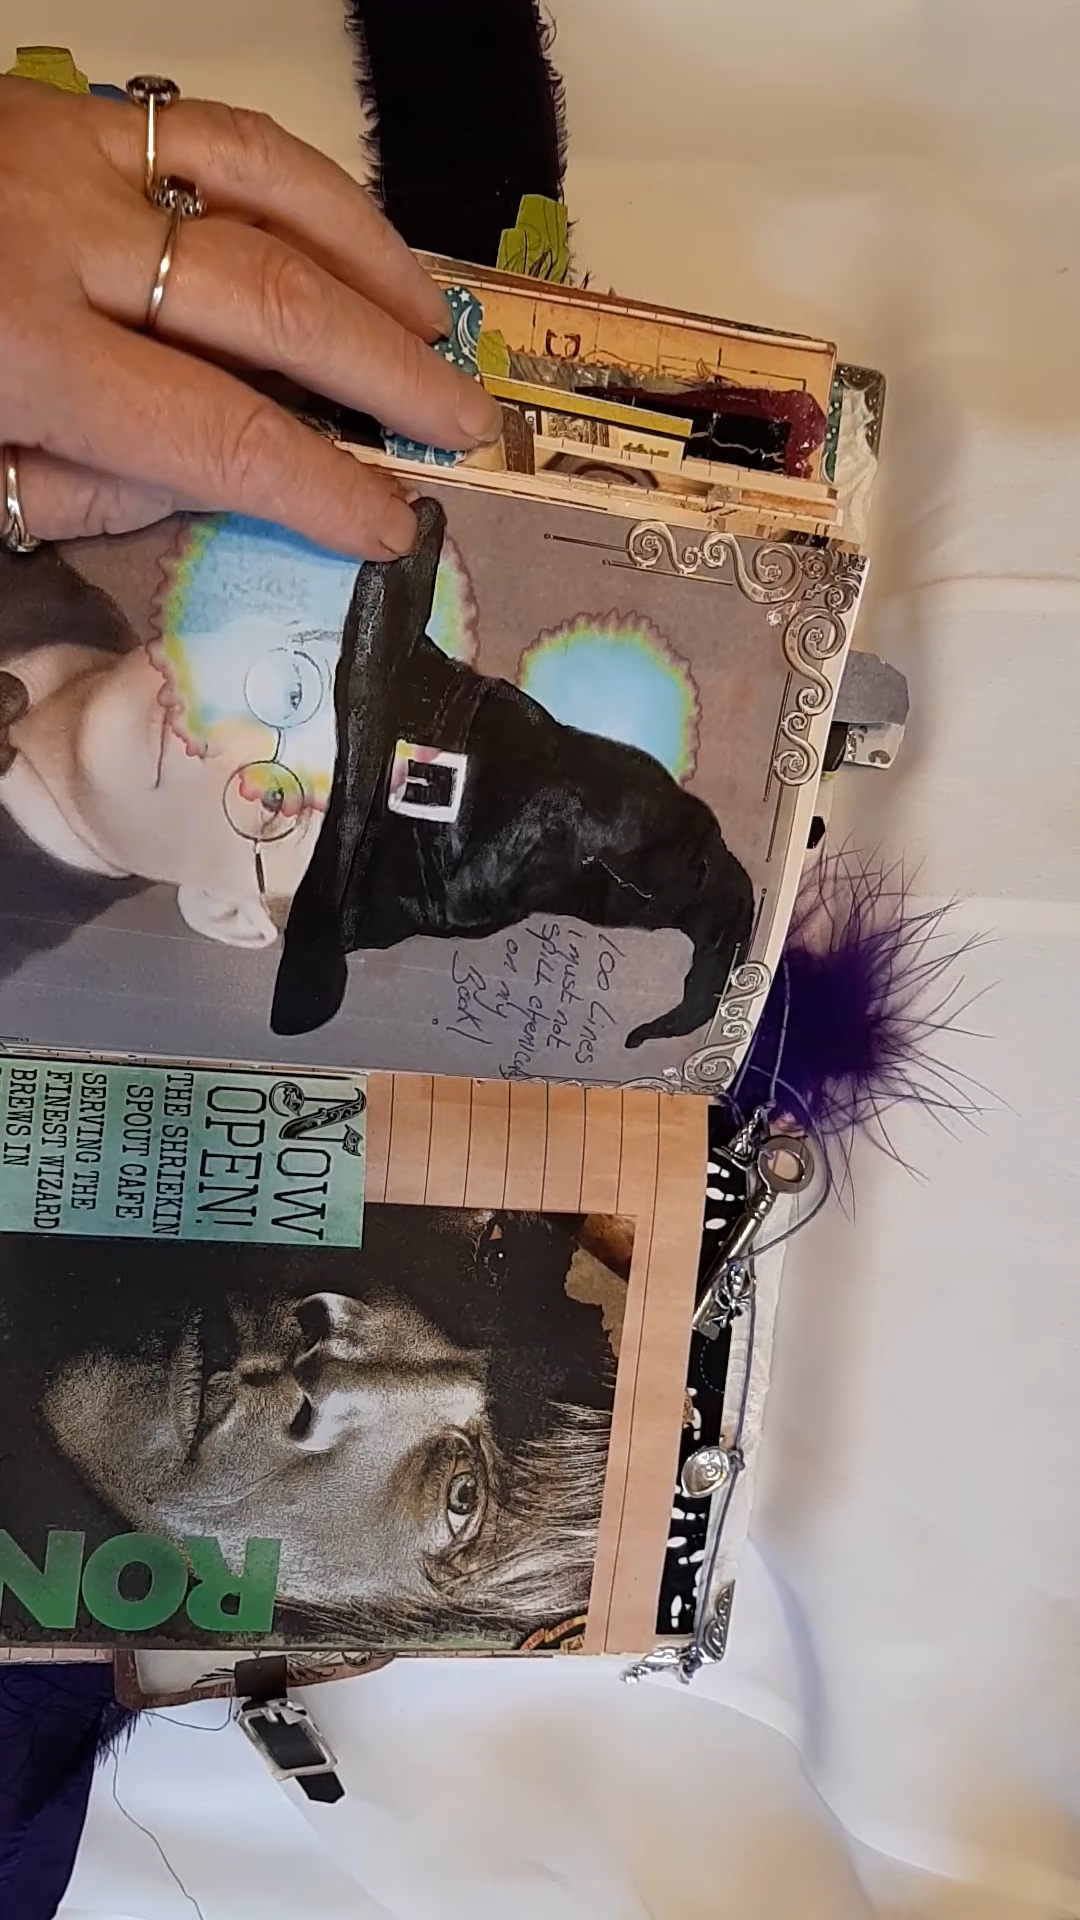 100 Lines
I must not
Spill chemicals
on my
Book!
NOW
OPEN!
THE SHRIEKIN
SPOUT CAFE
SERVING THE
FINEST WIZARD
BREWS IN
RON